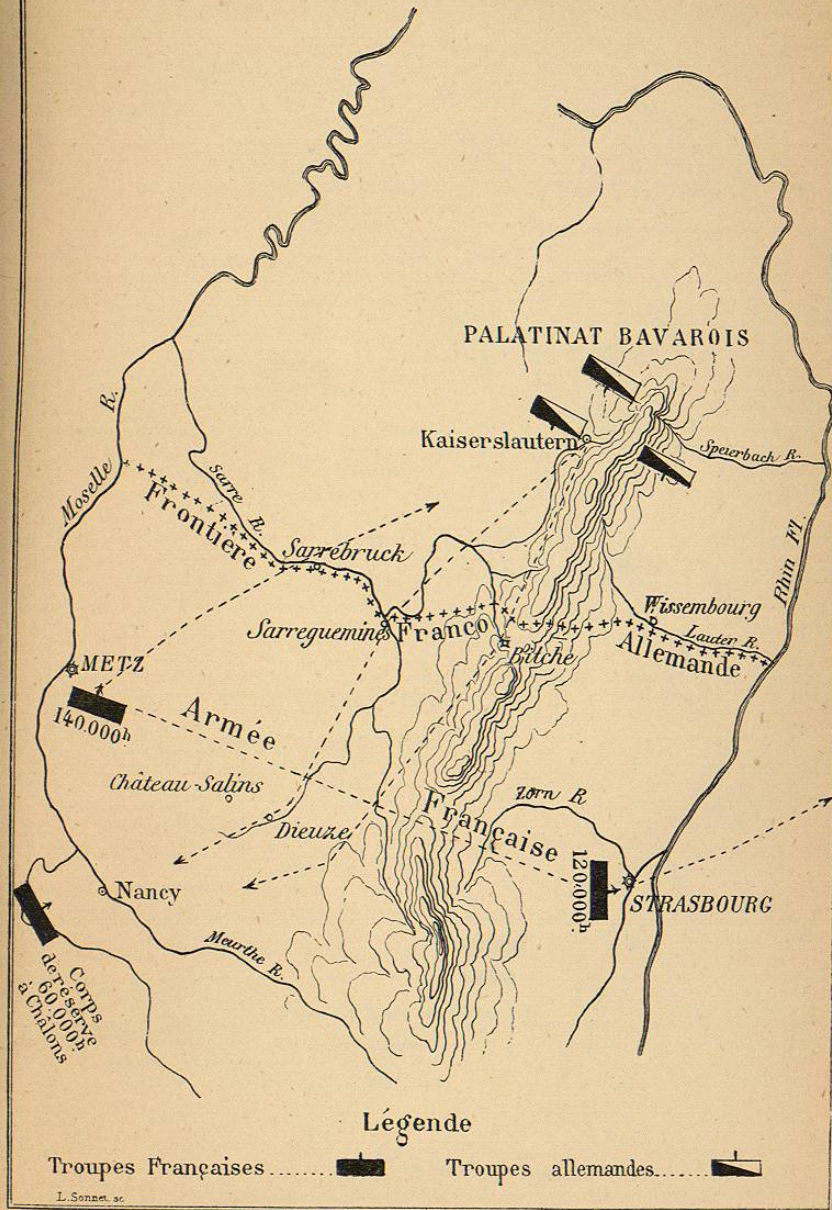 PALATINAT BAVAROIS
Kaiserslautern
Speierbach R.
Moselle R.
Sarre R.
Frontière
Sarrebruck
Rhin Fl.
Wissembourg
Sarreguemines
Franco
Lauter R.
Bitche
Allemande
METZ
140.000h
Armée
Château-Salins
Zorn R
Française
Dieuze
120.000h
Nancy
STRASBOURG
Meurthe R.
Corps
de réserve
60.000h
à Châlons
Légende
Troupes Françaises........
Troupes allemandes.......
L. Sonnet sc